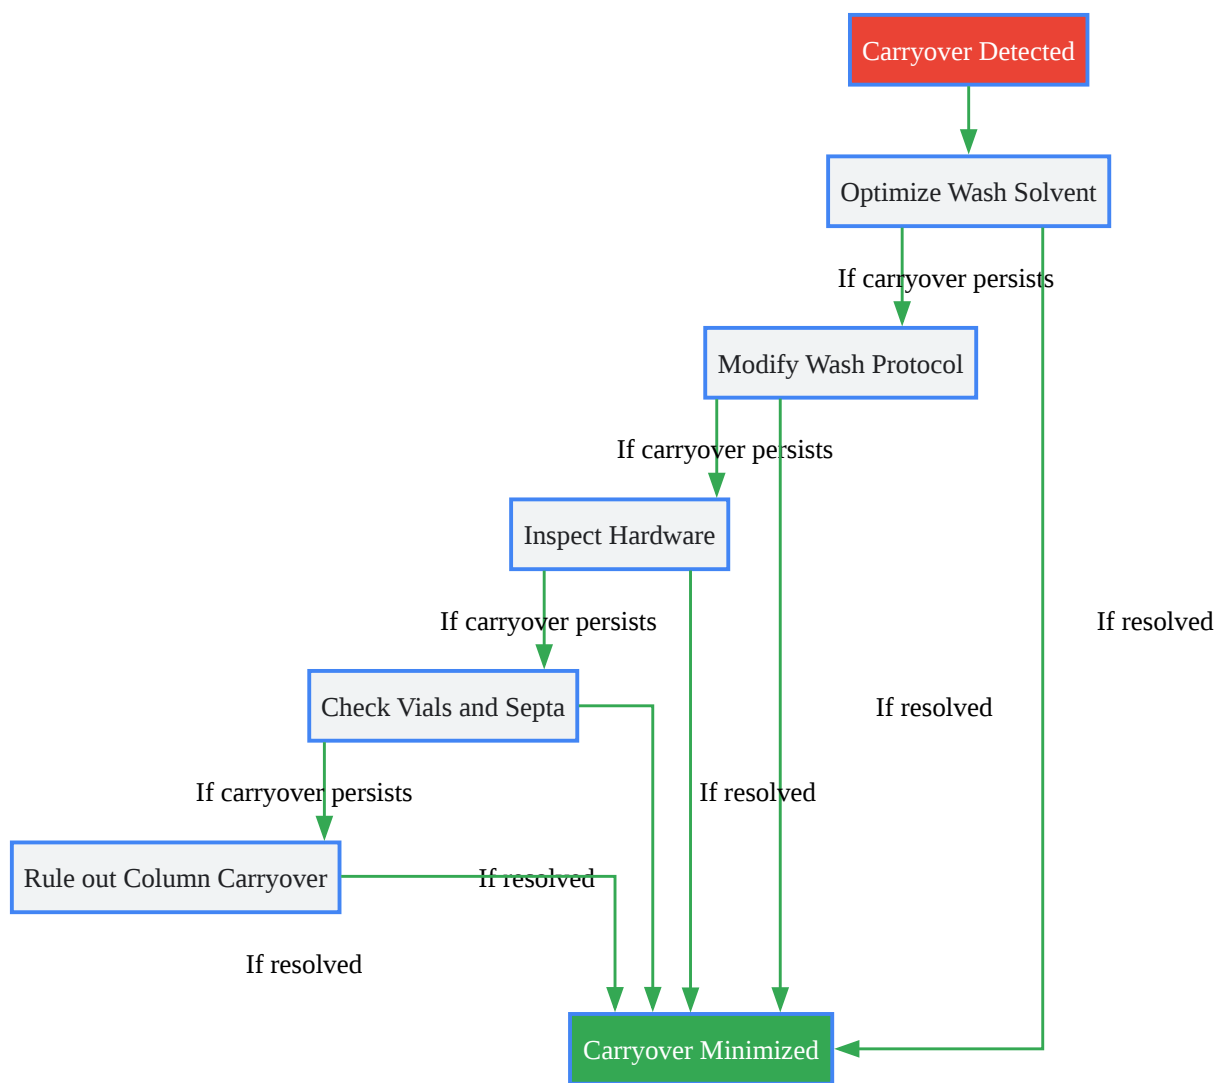 Carryover Detected
Optimize Wash Solvent
If carryover persists
Modify Wash Protocol
If carryover persists
Inspect Hardware
If carryover persists
If resolved
Check Vials and Septa
If resolved
If carryover persists
If resolved
Rule out Column Carryover
If resolved
If resolved
Carryover Minimized